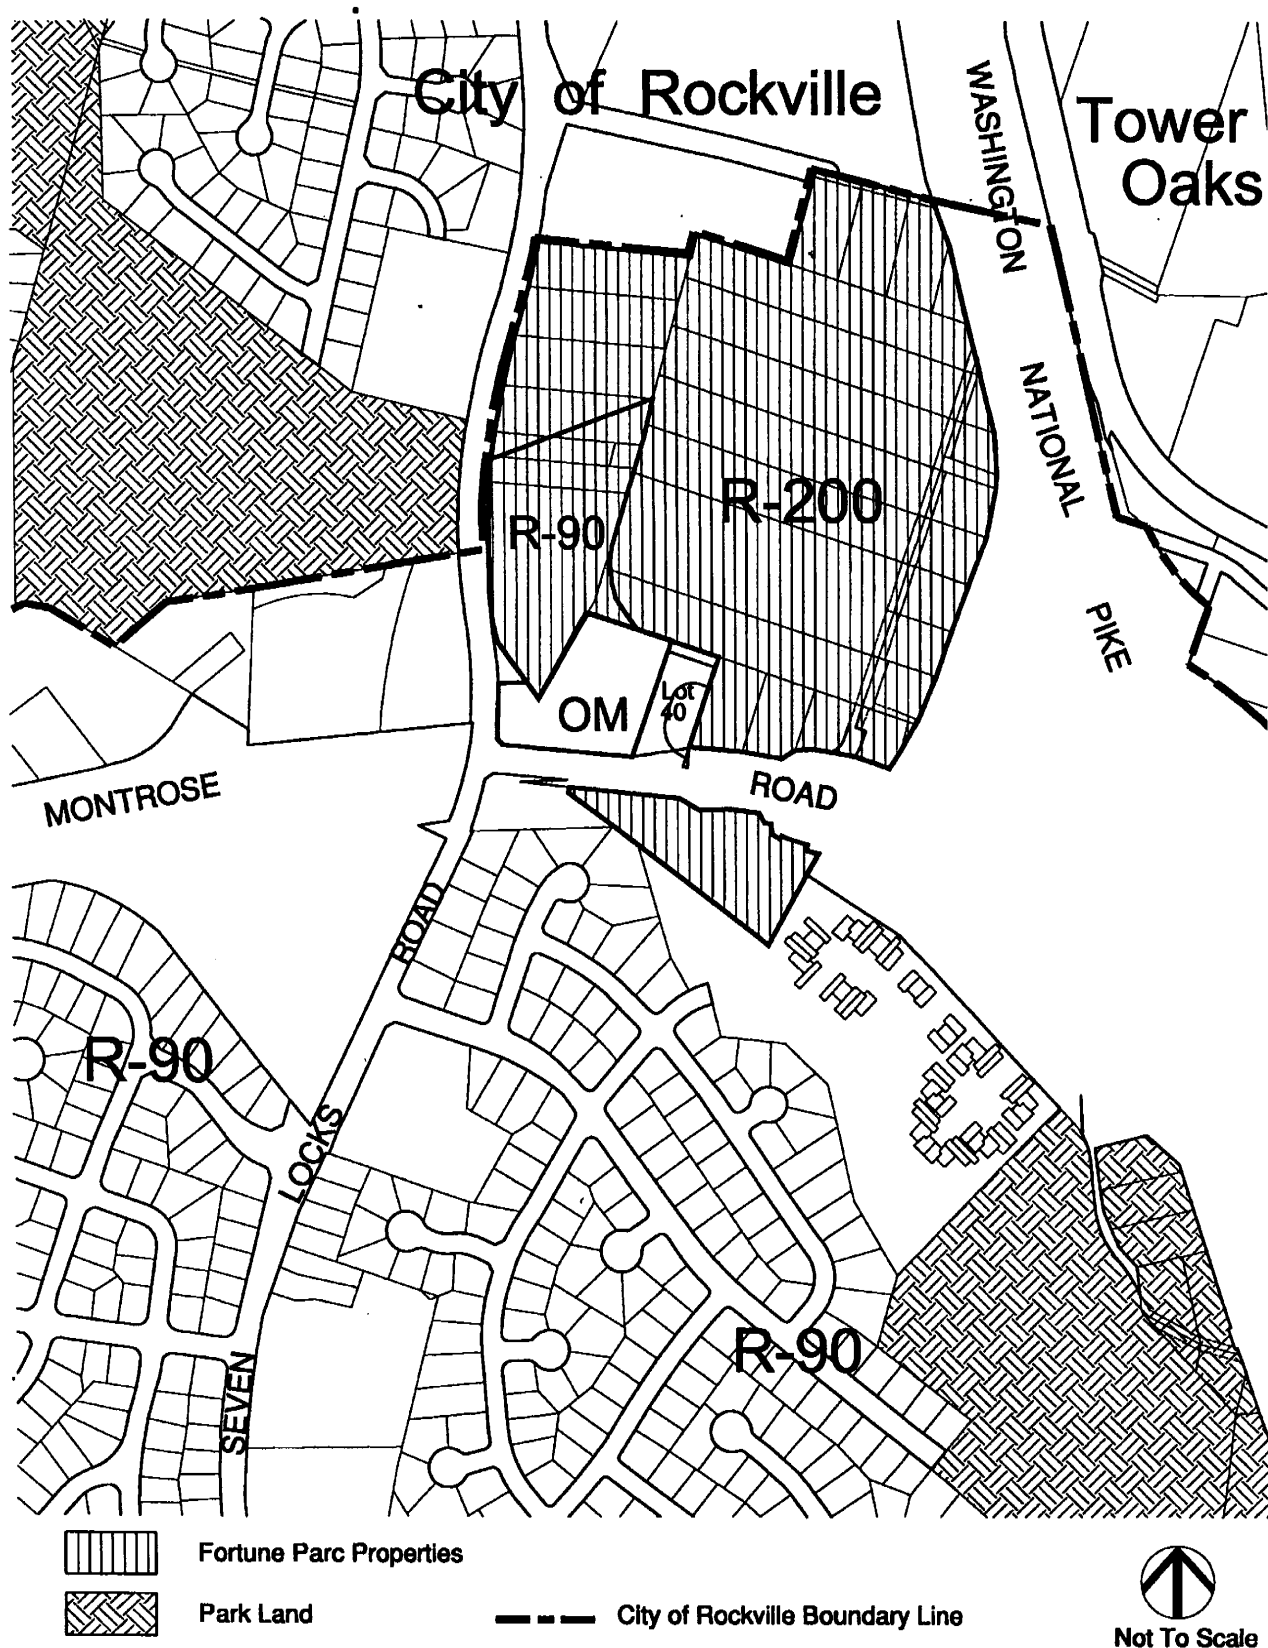 City of Rockville
Tower
Oaks
WASHINGTON
NATIONAL
PIKE
R-200
R-90
OM
Lot
40
MONTROSE
ROAD
ROAD
R-90
LOCKS
SEVEN
R-90
Fortune Parc Properties
Park Land
City of Rockville Boundary Line
Not To Scale